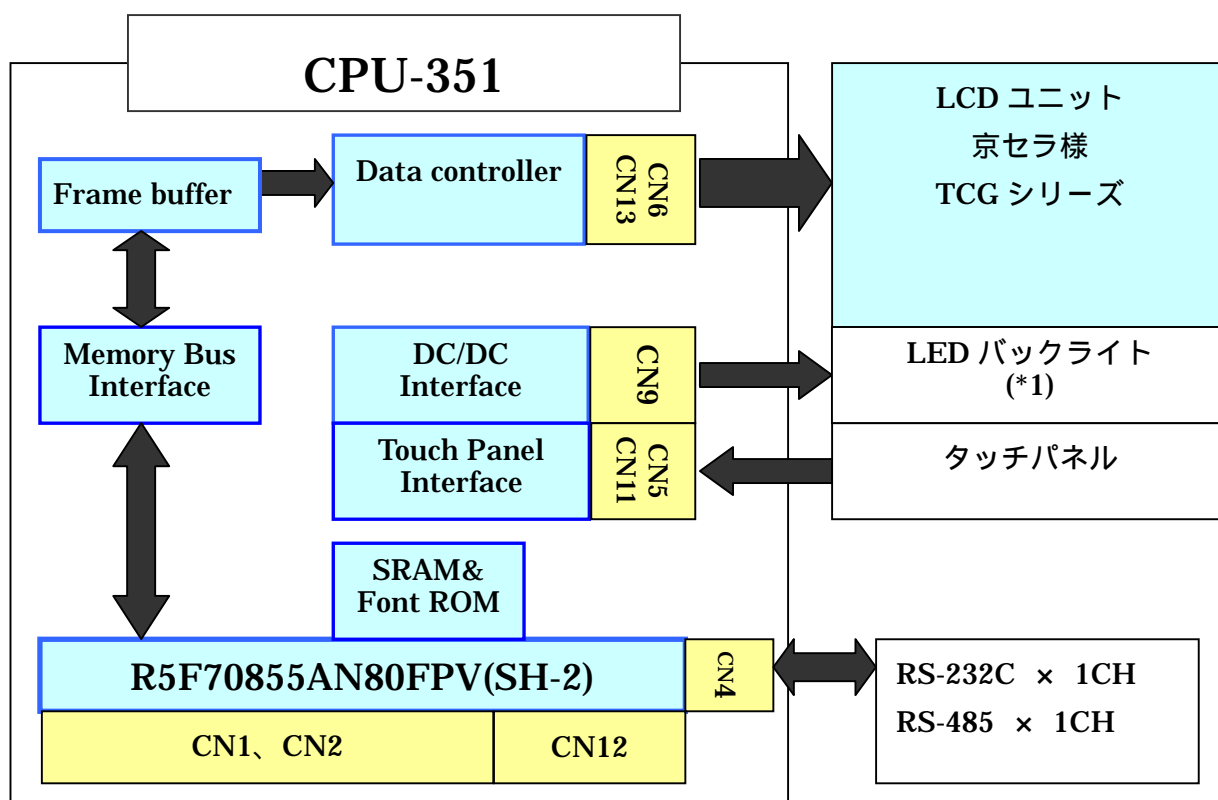 CPU-351
Frame buffer
Data controller
CN6
CN13
LCD ユニット
京セラ様
TCG シリーズ
Memory Bus
Interface
DC/DC
Interface
CN9
LED バックライト
(*1)
Touch Panel
Interface
CN5
CN11
タッチパネル
SRAM&
Font ROM
R5F70855AN80FPV(SH-2)
CN4
RS-232C × 1CH
RS-485 × 1CH
CN1、CN2
CN12